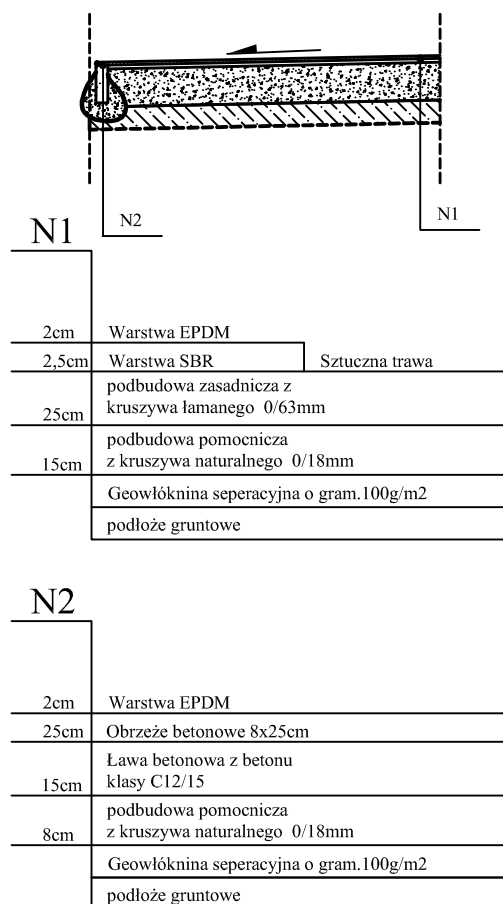 N2
N1
N1
2cm Warstwa EPDM
2,5cm Warstwa SBR Sztuczna trawa
podbudowa zasadnicza z
25cm kruszywa łamanego 0/63mm
podbudowa pomocnicza
15cm z kruszywa naturalnego 0/18mm
Geowłóknina seperacyjna o gram.100g/m2
podłoże gruntowe
N2
2cm Warstwa EPDM
25cm Obrzeże betonowe 8x25cm
Ława betonowa z betonu
15cm klasy C12/15
podbudowa pomocnicza
8cm z kruszywa naturalnego 0/18mm
Geowłóknina seperacyjna o gram.100g/m2
podłoże gruntowe